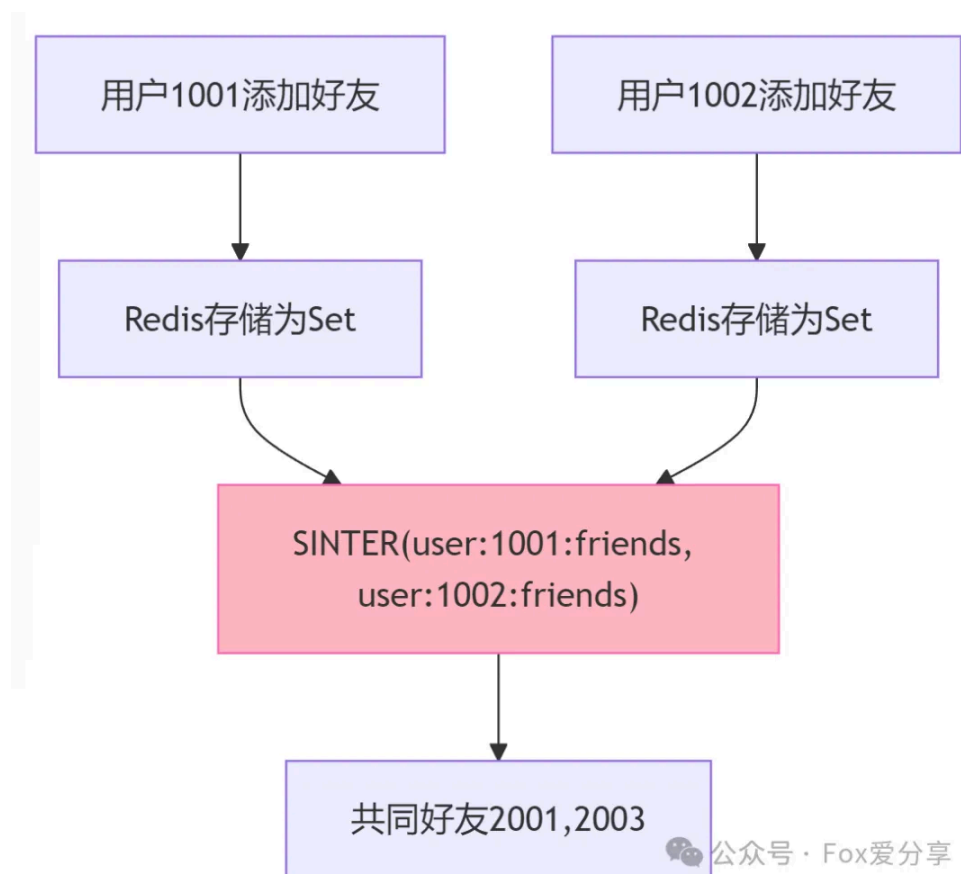 用户1001添加好友
用户1002添加好友
Redis存储为Set
Redis存储为Set
SINTER(user:1001:friends,
user:1002:friends)
共同好友2001,2003
公众号·Fox爱分享